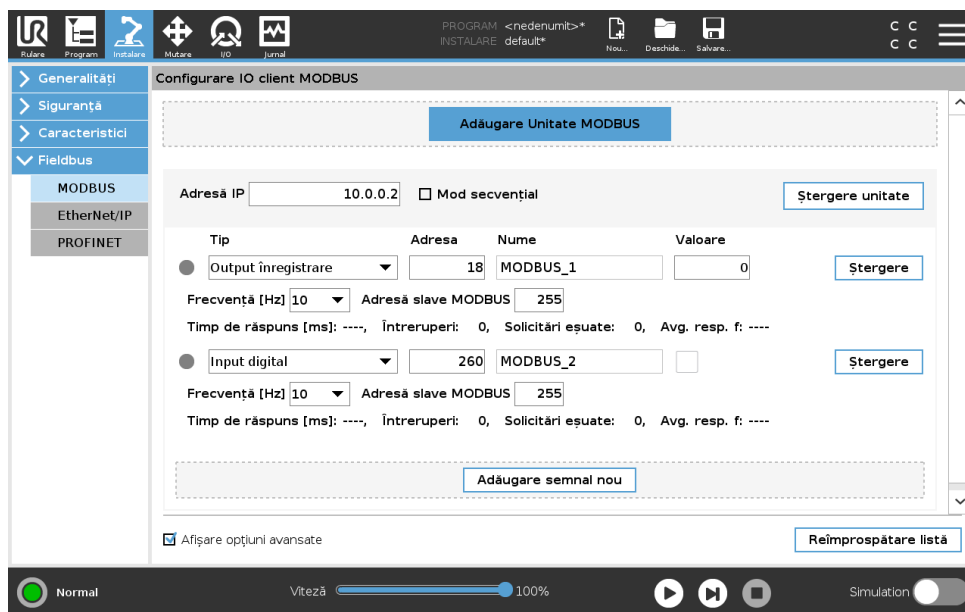 PROGRAM <nedenumit>*
INSTALARE default*
C C
C C
Rulare Program Instalare Mutare I/O Jurnal Nou... Deschide... Salvare...
Generalități
Siguranță
Caracteristici
Fieldbus
MODBUS
EtherNet/IP
PROFINET
Configurare IO client MODBUS
Adăugare Unitate MODBUS
Adresă IP 10.0.0.2 Mod secvențial Ștergere unitate
Tip Adresa Nume Valoare
Output înregistrare 18 MODBUS_1 0 Ștergere
Frecvență [Hz] 10 Adresă slave MODBUS 255
Timp de răspuns [ms]: ----, Întreruperi: 0, Solicitări eșuate: 0, Avg. resp. f: ----
Input digital 260 MODBUS_2 Ștergere
Frecvență [Hz] 10 Adresă slave MODBUS 255
Timp de răspuns [ms]: ----, Întreruperi: 0, Solicitări eșuate: 0, Avg. resp. f: ----
Adăugare semnal nou
Afișare opțiuni avansate Reîmprospătare listă
Normal Viteză 100% Simulation